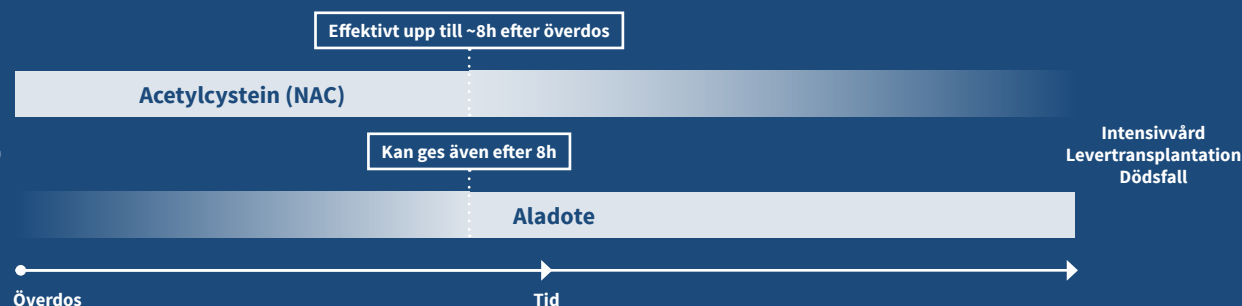 Effektivt upp till ~8h efter överdos
Acetylcystein (NAC)
Kan ges även efter 8h
Intensivvård
Levertransplantation
Dödsfall
Aladote
Överdos
Tid